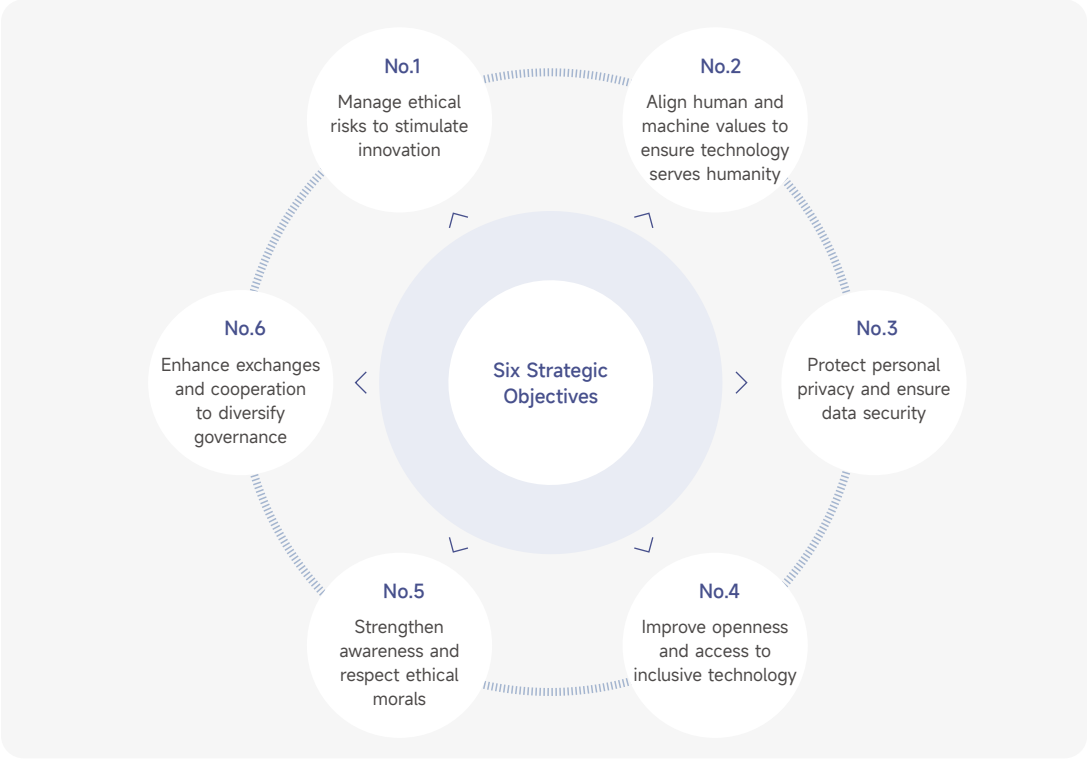 No.1
Manage ethical
risks to stimulate
innovation
No.2
Align human and
machine values to
ensure technology
serves humanity
No.3
Protect personal
privacy and ensure
data security
No.4
Improve openness
and access to
inclusive technology
No.5
Strengthen
awareness and
respect ethical
morals
No.6
Enhance exchanges
and cooperation
to diversify
governance
Six Strategic
Objectives